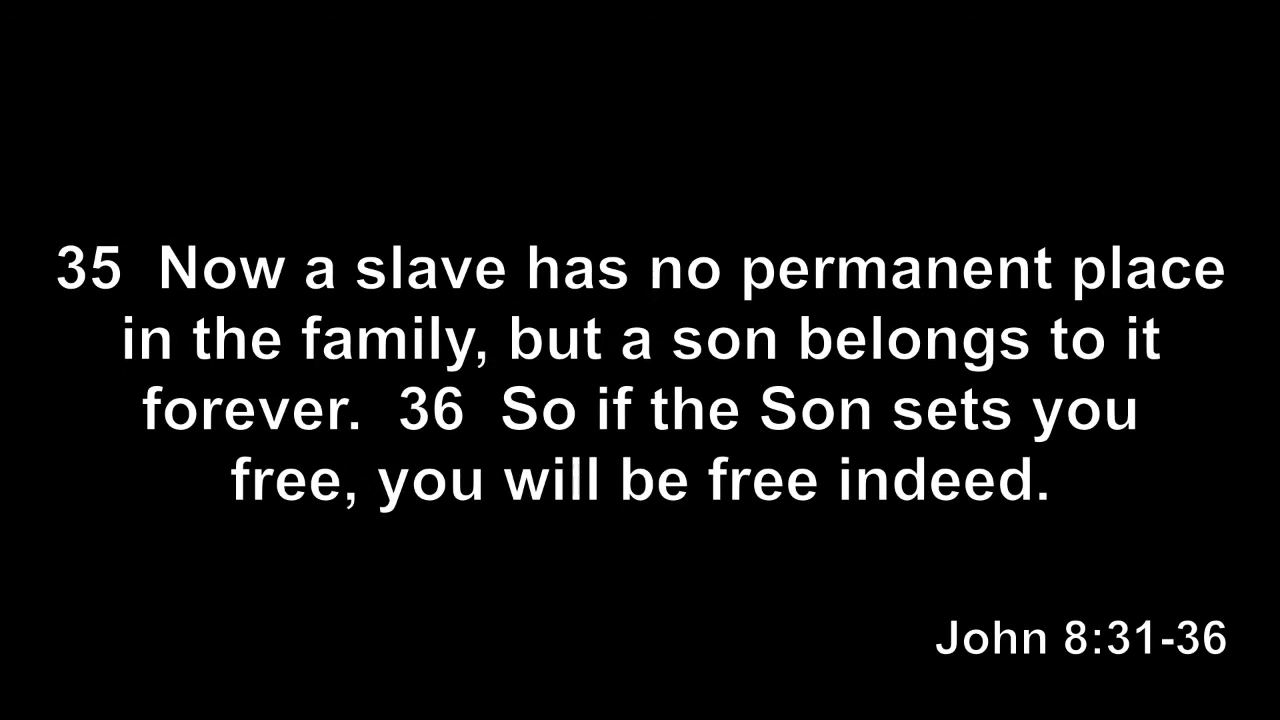 35  Now a slave has no permanent place
in the family, but a son belongs to it
forever.  36  So if the Son sets you
free, you will be free indeed.
John 8:31-36